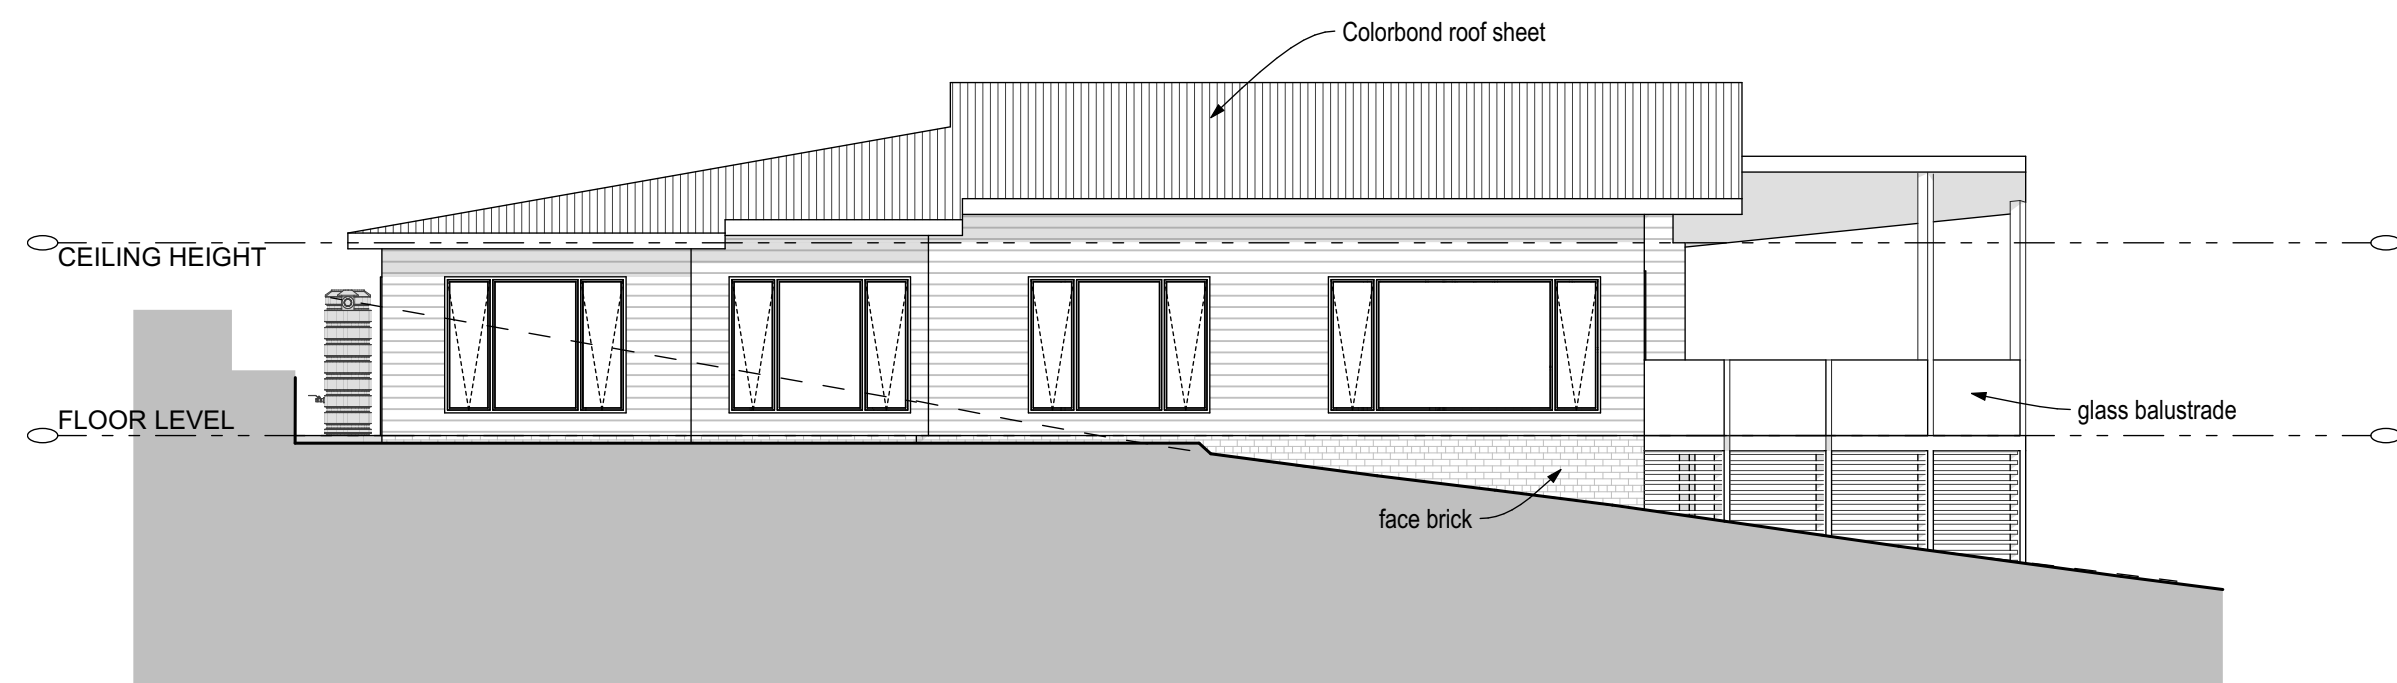 Colorbond roof sheet
CEILING HEIGHT
FLOOR LEVEL
glass balustrade
face brick